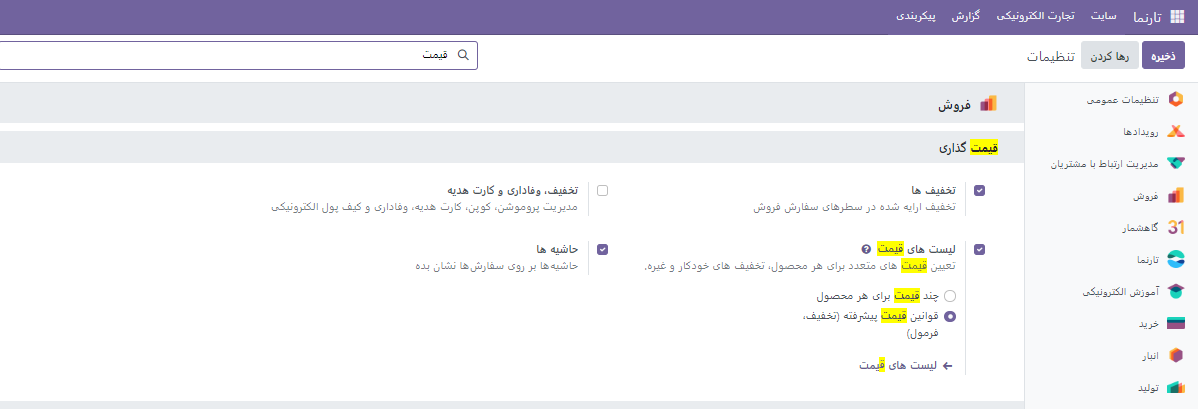 تارنما
سایت
تجارت الکترونیکی
گزارش
پیکربندی
ذخیره
رها کردن
تنظیمات
قیمت
تنظیمات عمومی
رویدادها
مدیریت ارتباط با مشتریان
فروش
31 گاهشمار
تارنما
آموزش الکترونیکی
خرید
انبار
تولید
فروش
قیمت گذاری
تخفیف ها
تخفیف ارایه شده در سطرهای سفارش فروش
تخفیف، وفاداری و کارت هدیه
مدیریت پروموشن، کوپن، کارت هدیه، وفاداری و کیف پول الکترونیکی
لیست های قیمت
تعیین قیمت های متعدد برای هر محصول، تخفیف های خودکار و غیره.
چند قیمت برای هر محصول
قوانین قیمت پیشرفته (تخفیف،
فرمول)
لیست های قیمت
حاشیه ها
حاشیه‌ها بر روی سفارش‌ها نشان بده